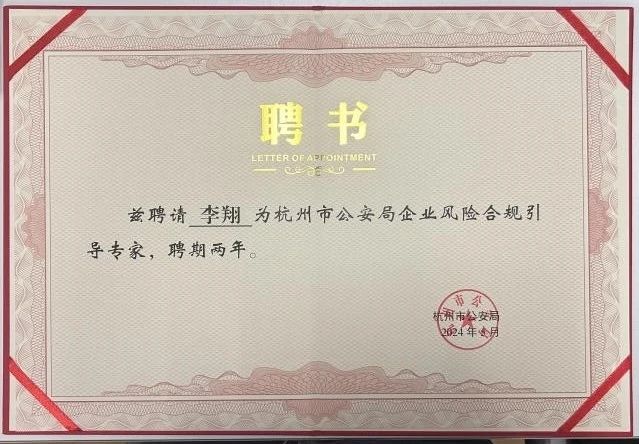 聘书
LETTER OF APPOINTMENT
兹聘请 李翔 为杭州市公安局企业风险合规引
导专家，聘期两年。
杭州市公安局
2024年 月